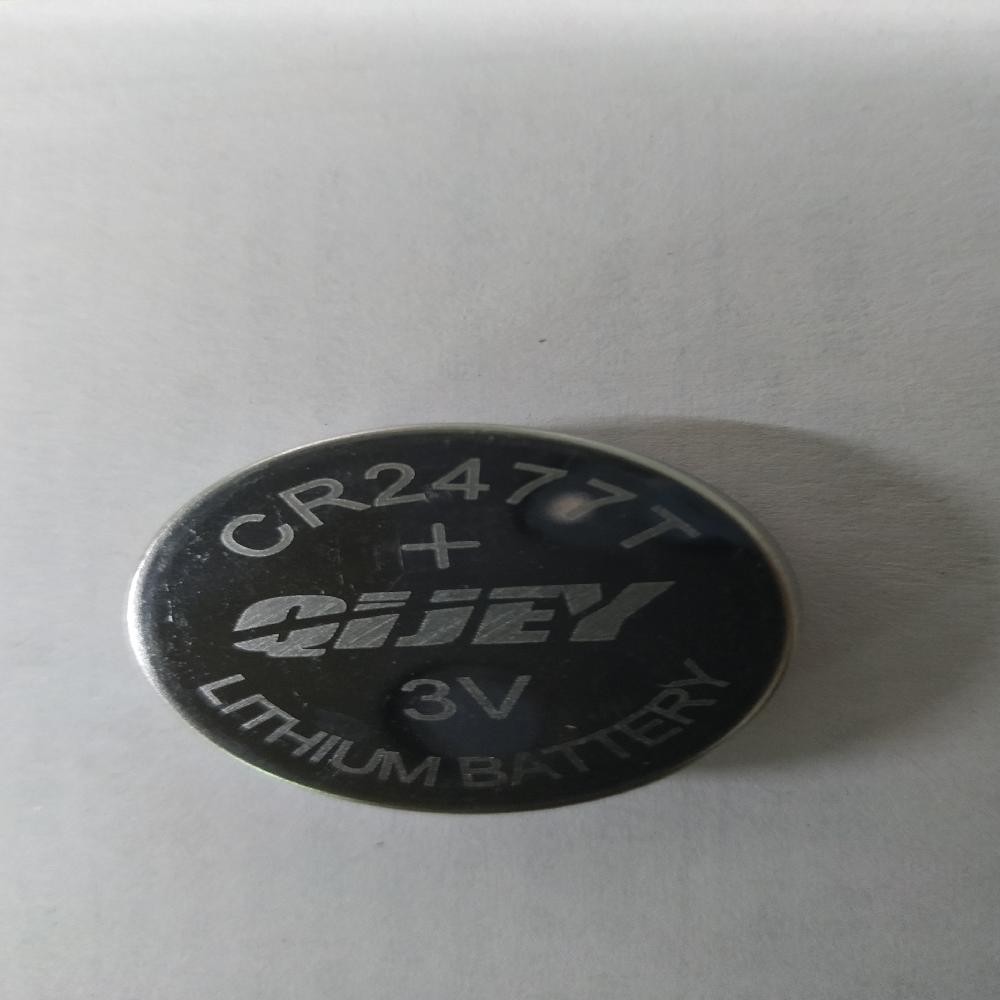 CR2477T
+
QiJEY
3V
LITHIUM BATTERY